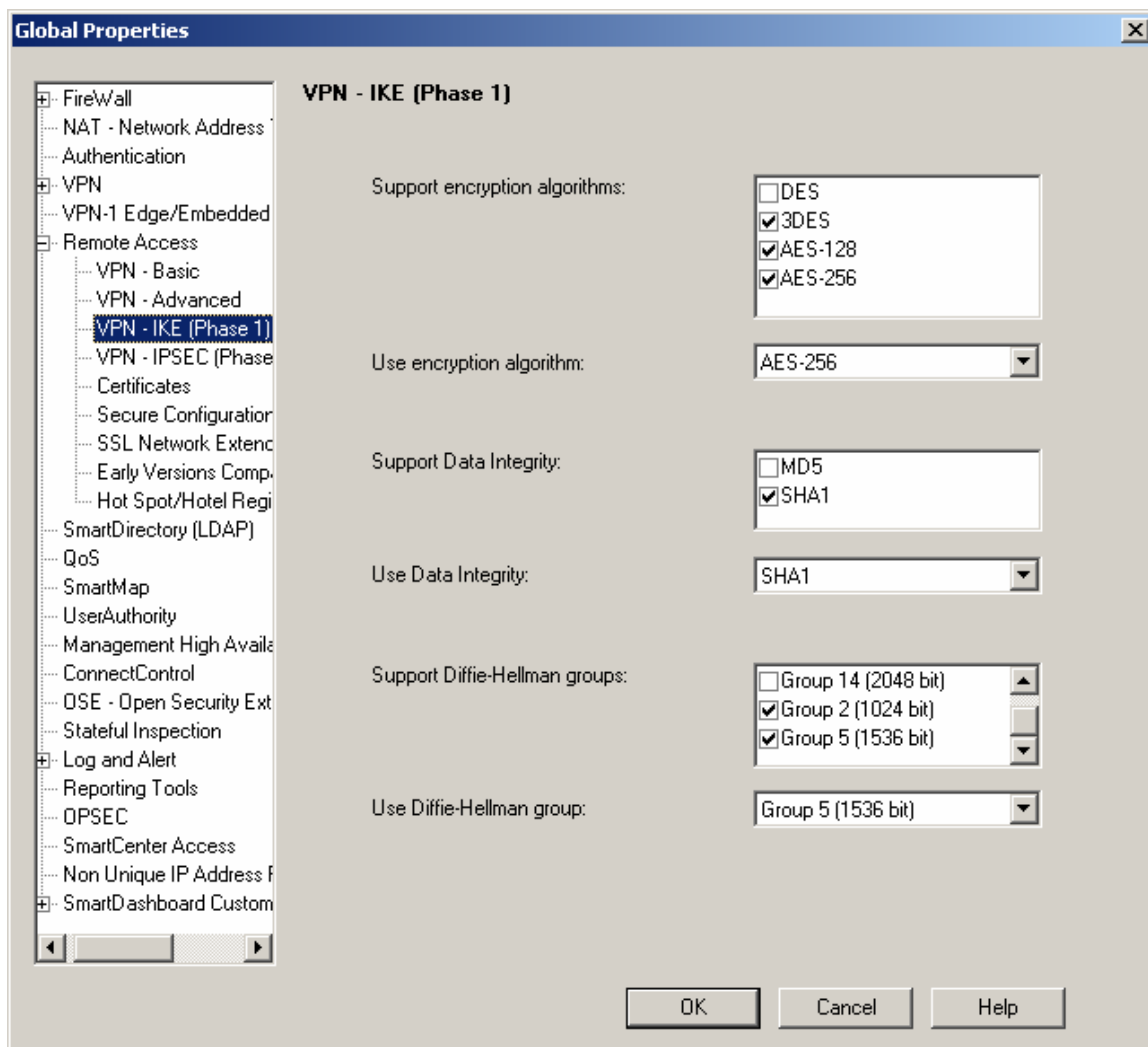 Global Properties
FireWall
NAT - Network Address
Authentication
VPN
VPN-1 Edge/Embedded
Remote Access
VPN - Basic
VPN - Advanced
VPN - IKE (Phase 1)
VPN - IPSEC (Phase
Certificates
Secure Configuration
SSL Network Extenc
Early Versions Comp
Hot Spot/Hotel Regi
SmartDirectory (LDAP)
QoS
SmartMap
UserAuthority
Management High Availa
ConnectControl
OSE - Open Security Ext
Stateful Inspection
Log and Alert
Reporting Tools
OPSEC
SmartCenter Access
Non Unique IP Address F
SmartDashboard Custom
VPN - IKE (Phase 1)
Support encryption algorithms:
DES
3DES
AES-128
AES-256
Use encryption algorithm:
AES-256
Support Data Integrity:
MD5
SHA1
Use Data Integrity:
SHA1
Support Diffie-Hellman groups:
Group 14 (2048 bit)
Group 2 (1024 bit)
Group 5 (1536 bit)
Use Diffie-Hellman group:
Group 5 (1536 bit)
OK
Cancel
Help